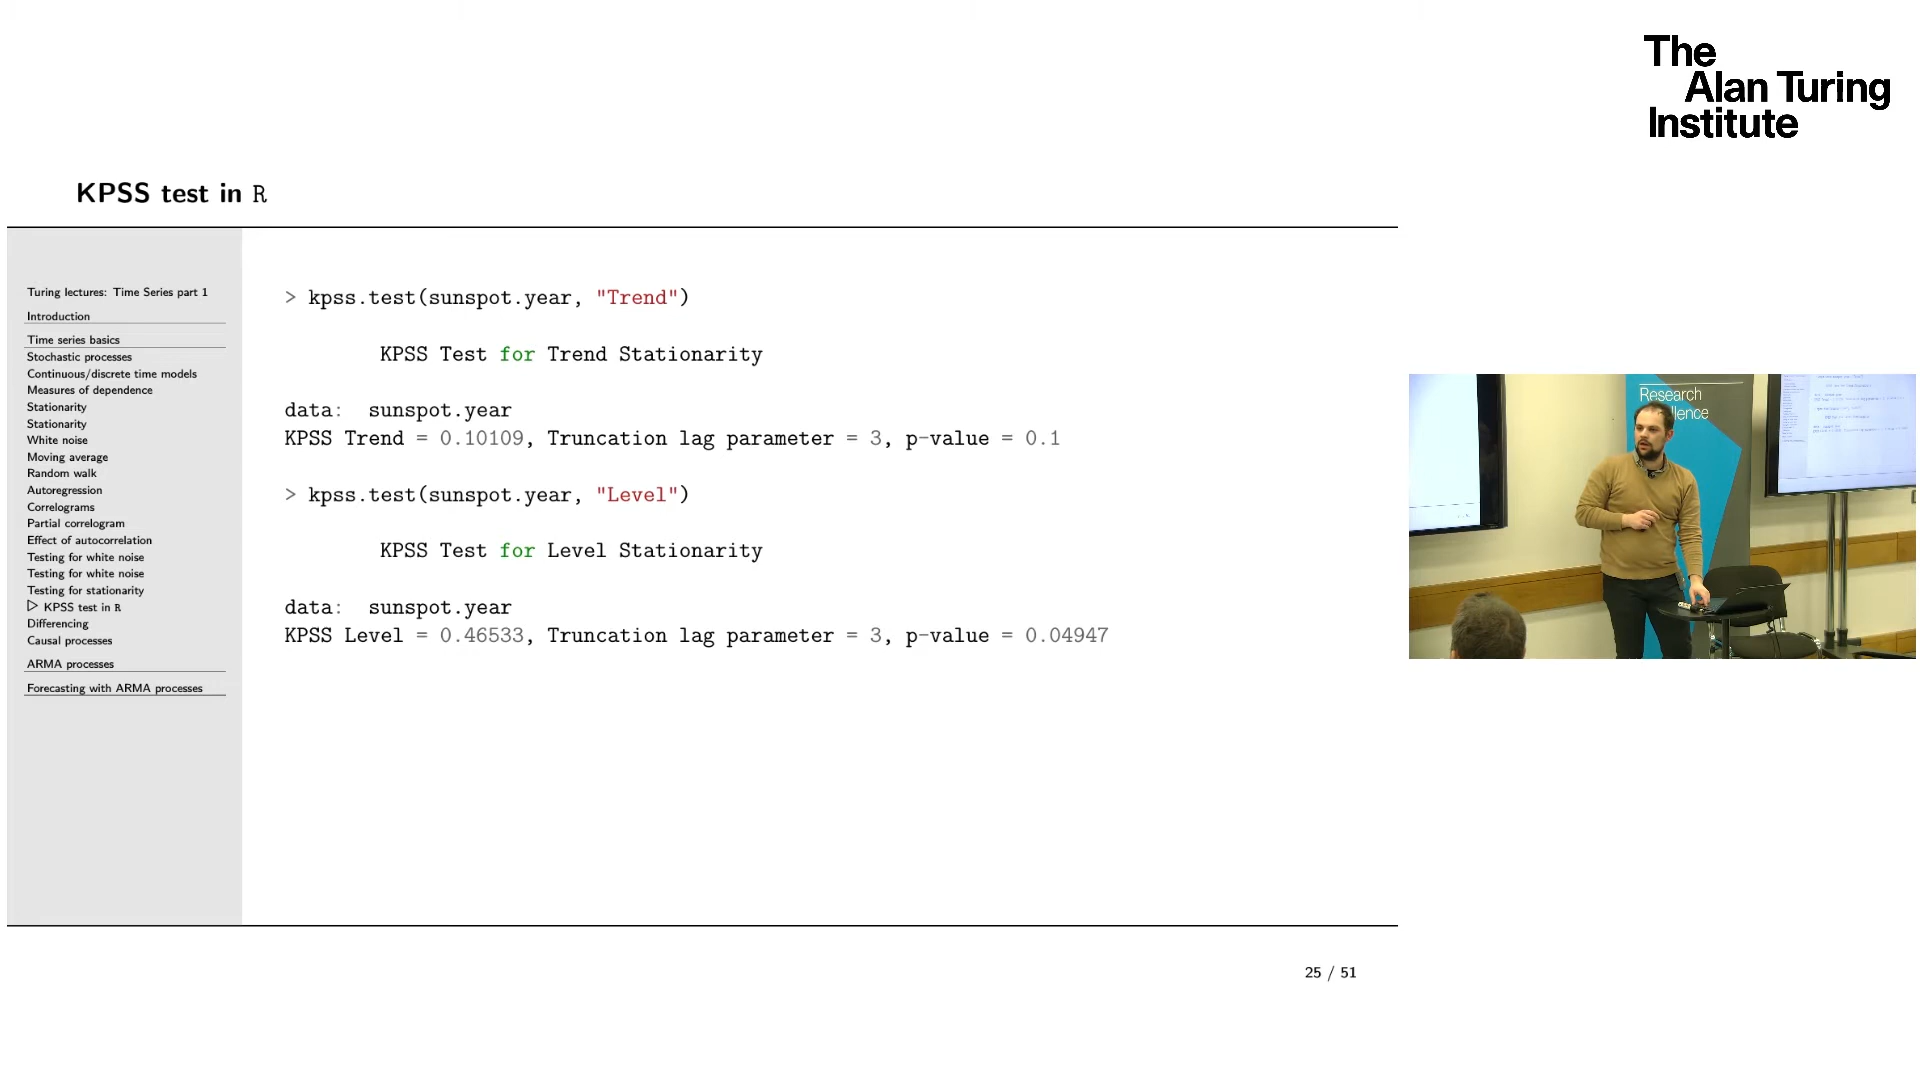 The
Alan Turing
Institute
KPSS test in R
Turing lectures: Time Series part 1
Introduction
Time series basics
Stochastic processes
Continuous/discrete time models
Measures of dependence
Stationarity
Stationarity
White noise
Moving average
Random walk
Autoregression
Correlograms
Partial correlogram
Effect of autocorrelation
Testing for white noise
Testing for white noise
Testing for stationarity
▷ KPSS test in R
Differencing
Causal processes
ARMA processes
Forecasting with ARMA processes
> kpss.test(sunspot.year, "Trend")
KPSS Test for Trend Stationarity
data: sunspot.year
KPSS Trend = 0.10109, Truncation lag parameter = 3, p-value = 0.1
> kpss.test(sunspot.year, "Level")
KPSS Test for Level Stationarity
data: sunspot.year
KPSS Level = 0.46533, Truncation lag parameter = 3, p-value = 0.04947
Research
25 / 51